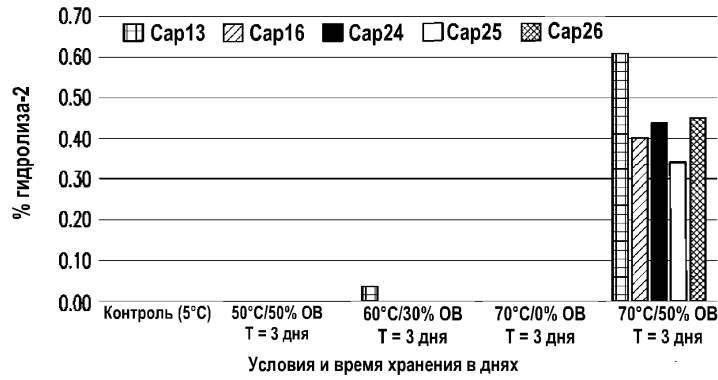 0.70
Cap13 Cap16 Cap24 Cap25 Cap26
0.60
0.50
0.40
0.30
0.20
0.10
0.00
% гидролиза-2
Контроль (5°C) 50°C/50% ОВ 60°C/30% ОВ 70°C/0% ОВ 70°C/50% ОВ
T = 3 дня T = 3 дня T = 3 дня T = 3 дня
Условия и время хранения в днях